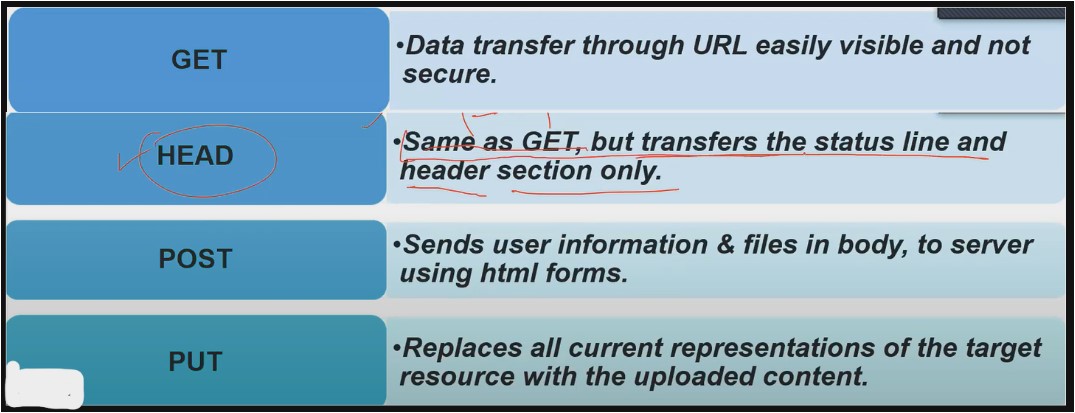 GET
•Data transfer through URL easily visible and not
secure.
HEAD
•Same as GET, but transfers the status line and
header section only.
POST
•Sends user information & files in body, to server
using html forms.
PUT
•Replaces all current representations of the target
resource with the uploaded content.